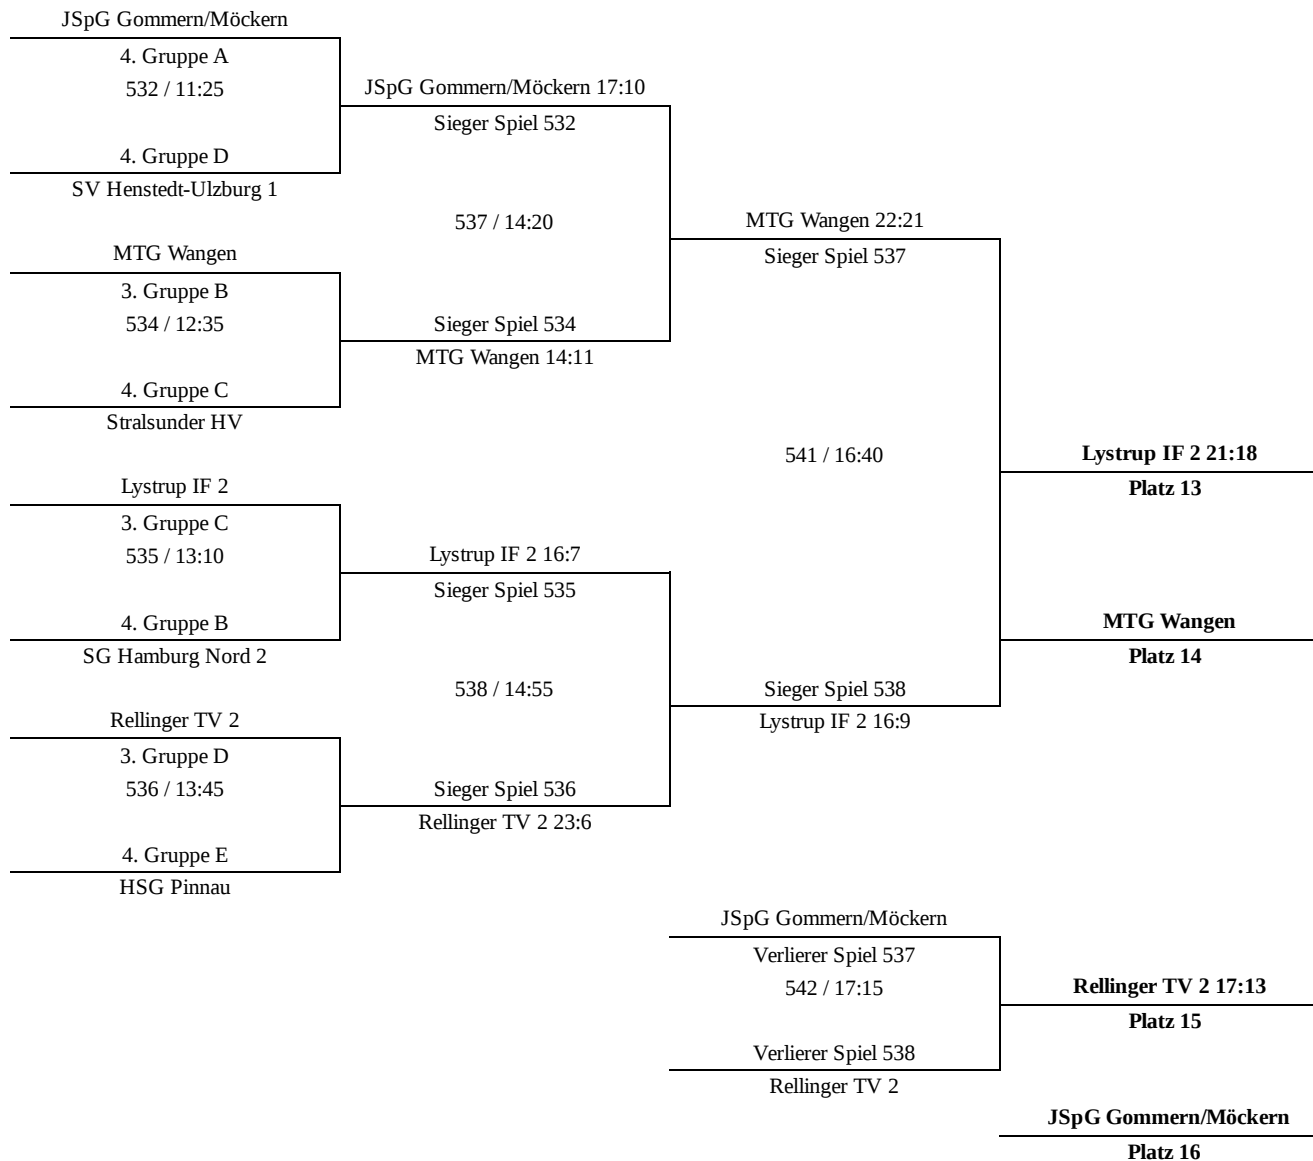 JSpG Gommern/Möckern
4. Gruppe A
532 / 11:25
4. Gruppe D
SV Henstedt-Ulzburg 1
MTG Wangen
3. Gruppe B
534 / 12:35
4. Gruppe C
Stralsunder HV
Lystrup IF 2
3. Gruppe C
535 / 13:10
4. Gruppe B
SG Hamburg Nord 2
Rellinger TV 2
3. Gruppe D
536 / 13:45
4. Gruppe E
HSG Pinnau
JSpG Gommern/Möckern 17:10
Sieger Spiel 532
537 / 14:20
Sieger Spiel 534
MTG Wangen 14:11
Lystrup IF 2 16:7
Sieger Spiel 535
538 / 14:55
Sieger Spiel 536
Rellinger TV 2 23:6
MTG Wangen 22:21
Sieger Spiel 537
541 / 16:40
Sieger Spiel 538
Lystrup IF 2 16:9
Lystrup IF 2 21:18
Platz 13
MTG Wangen
Platz 14
JSpG Gommern/Möckern
Verlierer Spiel 537
542 / 17:15
Verlierer Spiel 538
Rellinger TV 2
Rellinger TV 2 17:13
Platz 15
JSpG Gommern/Möckern
Platz 16